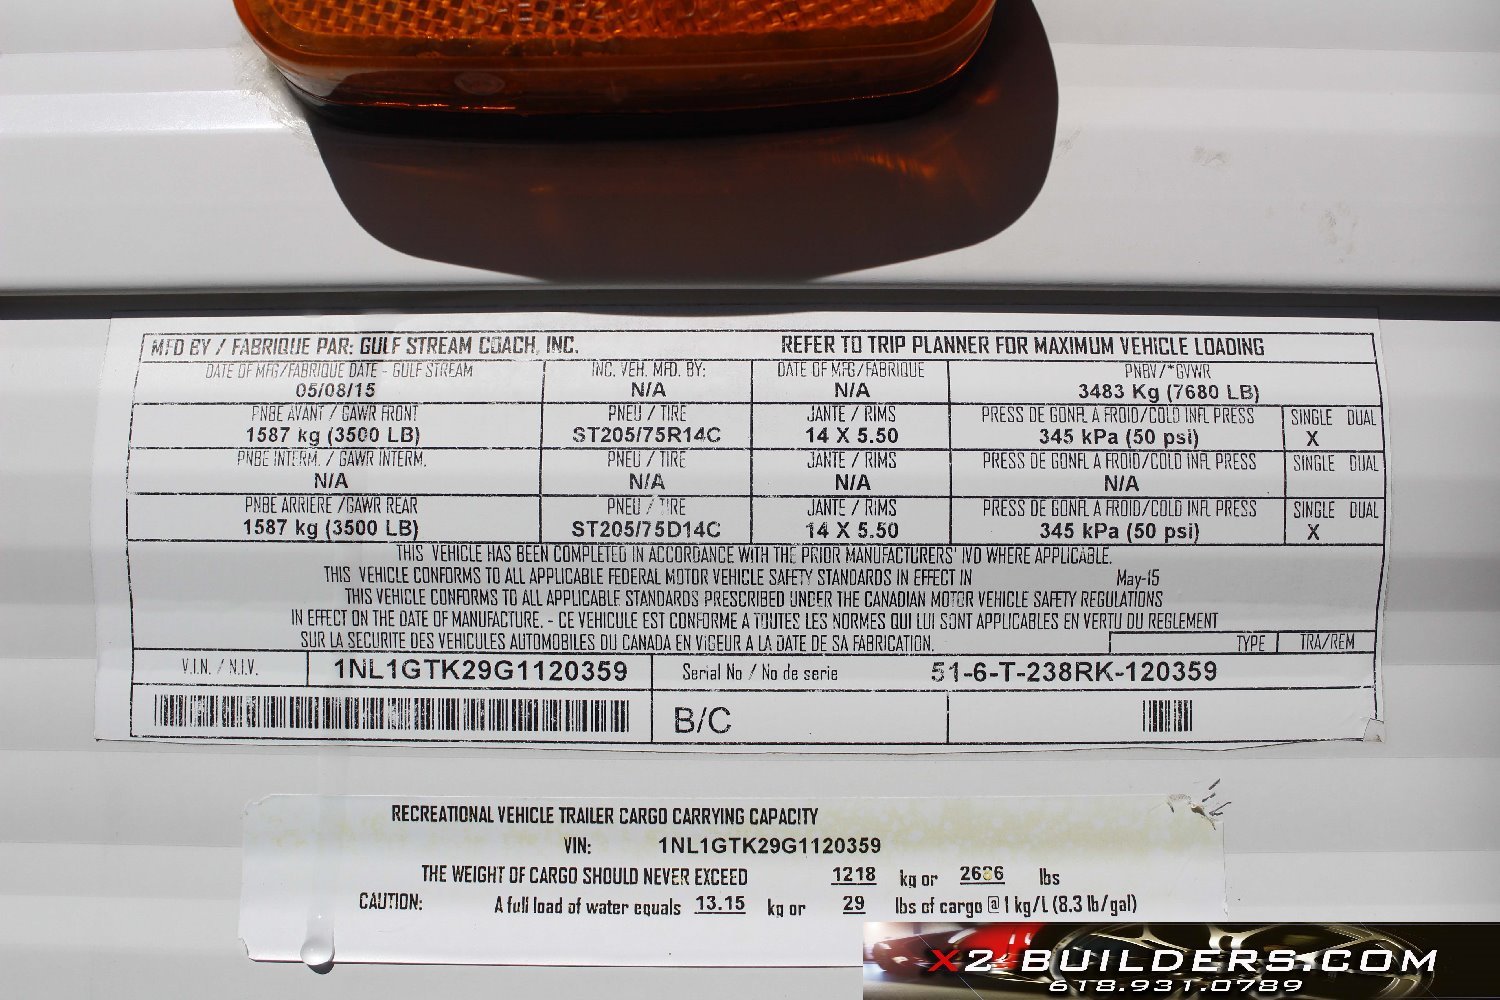 MFD BY / FABRIQUE PAR: GULF STREAM COACH, INC. REFER TO TRIP PLANNER FOR MAXIMUM VEHICLE LOADING
DATE OF MFG/FABRIQUE DATE - GULF STREAM INC. VEH. MFD. BY: DATE OF MFG/FABRIQUE PNBV/*GVWR
05/08/15 N/A N/A 3483 Kg (7680 LB)
PNBE AVANT / GAWR FRONT PNEU / TIRE JANTE / RIMS PRESS DE GONFL A FROID/COLD INFL PRESS SINGLE DUAL
1587 kg (3500 LB) ST205/75R14C 14 X 5.50 345 kPa (50 psi) X
PNBE INTERM. / GAWR INTERM. PNEU / TIRE JANTE / RIMS PRESS DE GONFL A FROID/COLD INFL PRESS SINGLE DUAL
N/A N/A N/A N/A
PNBE ARRIERE /GAWR REAR PNEU / TIRE JANTE / RIMS PRESS DE GONFL A FROID/COLD INFL PRESS SINGLE DUAL
1587 kg (3500 LB) ST205/75D14C 14 X 5.50 345 kPa (50 psi) X
THIS VEHICLE HAS BEEN COMPLETED IN ACCORDANCE WITH THE PRIOR MANUFACTURERS' IVD WHERE APPLICABLE.
THIS VEHICLE CONFORMS TO ALL APPLICABLE FEDERAL MOTOR VEHICLE SAFETY STANDARDS IN EFFECT IN May-15
THIS VEHICLE CONFORMS TO ALL APPLICABLE STANDARDS PRESCRIBED UNDER THE CANADIAN MOTOR VEHICLE SAFETY REGULATIONS
IN EFFECT ON THE DATE OF MANUFACTURE. - CE VEHICULE EST CONFORME A TOUTES LES NORMES QUI LUI SONT APPLICABLES EN VERTU DU REGLEMENT
SUR LA SECURITE DES VEHICULES AUTOMOBILES DU CANADA EN VIGEUR A LA DATE DE SA FABRICATION. TYPE TRA/REM
V.I.N. / N.I.V. 1NL1GTK29G1120359 Serial No / No de serie 51-6-T-238RK-120359
B/C
RECREATIONAL VEHICLE TRAILER CARGO CARRYING CAPACITY
VIN: 1NL1GTK29G1120359
THE WEIGHT OF CARGO SHOULD NEVER EXCEED 1218 kg or 2686 lbs
CAUTION: A full load of water equals 13.15 kg or 29 lbs of cargo @ 1 kg/L (8.3 lb/gal)
X2-BUILDERS.COM
618.931.0789